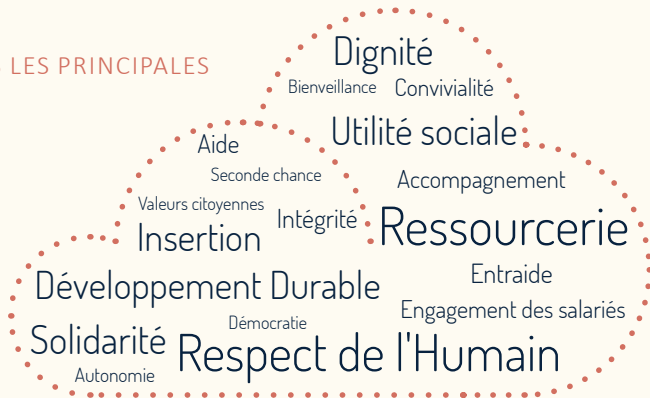 LES PRINCIPALES
Dignité
Bienveillance Convivialité
Utilité sociale
Aide
Seconde chance
Accompagnement
Valeurs citoyennes
Intégrité
Ressourcerie
Insertion
Entraide
Développement Durable
Engagement des salariés
Démocratie
Solidarité
Respect de l'Humain
Autonomie